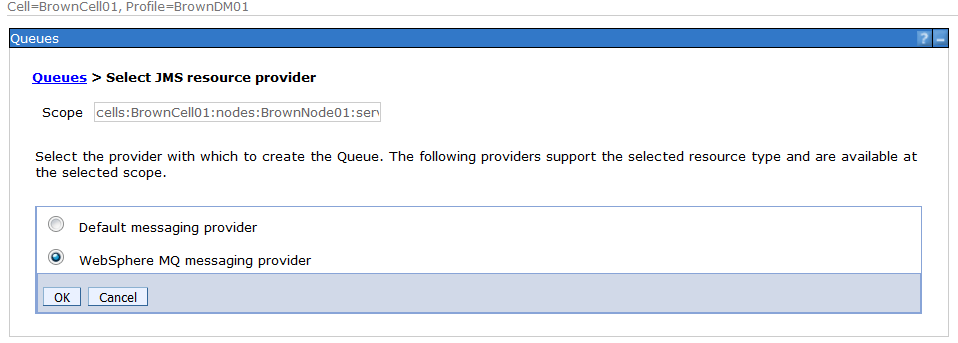 Cell=BrownCell01, Profile=BrownDM01
Queues ? -
Queues > Select JMS resource provider
Scope cells:BrownCell01:nodes:BrownNode01:serv
Select the provider with which to create the Queue. The following providers support the selected resource type and are available at
the selected scope.
Default messaging provider
WebSphere MQ messaging provider
OK Cancel